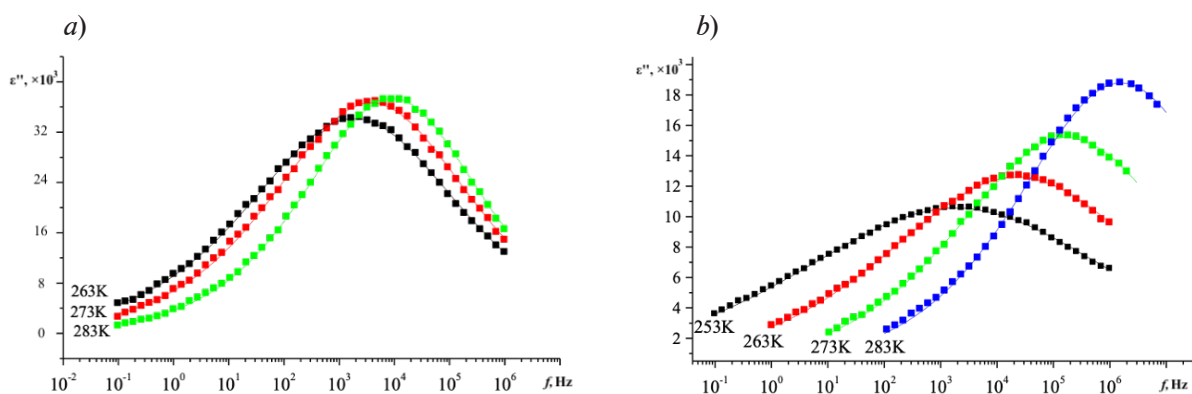 a)
ε'', ×10³
32
24
16
8
0
263K
273K
283K
10⁻² 10⁻¹ 10⁰ 10¹ 10² 10³ 10⁴ 10⁵ 10⁶ f, Hz
b)
ε'', ×10³
18
16
14
12
10
8
6
4
2
253K
263K
273K
283K
10⁻¹ 10⁰ 10¹ 10² 10³ 10⁴ 10⁵ 10⁶ f, Hz